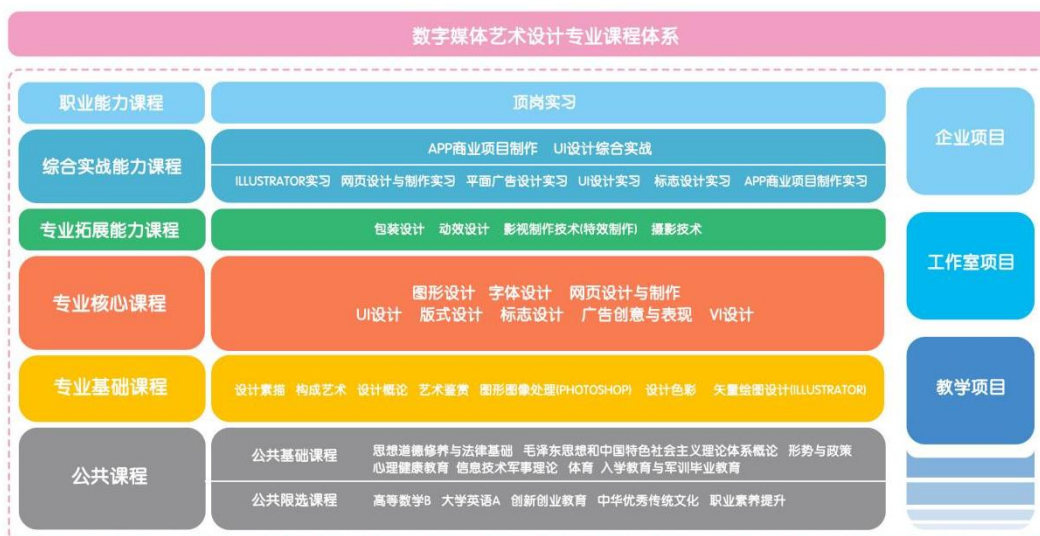 数字媒体艺术设计专业课程体系
职业能力课程
顶岗实习
综合实战能力课程
APP商业项目制作 UI设计综合实战
ILLUSTRATOR实习 网页设计与制作实习 平面广告设计实习 UI设计实习 标志设计实习 APP商业项目制作实习
专业拓展能力课程
包装设计 动效设计 影视制作技术(特效制作) 摄影技术
专业核心课程
图形设计 字体设计 网页设计与制作
UI设计 版式设计 标志设计 广告创意与表现 VI设计
专业基础课程
设计素描 构成艺术 设计概论 艺术鉴赏 图形图像处理(PHOTOSHOP) 设计色彩 矢量绘图设计(ILLUSTRATOR)
公共课程
公共基础课程
思想道德修养与法律基础 毛泽东思想和中国特色社会主义理论体系概论 形势与政策
心理健康教育 信息技术军事理论 体育 入学教育与军训毕业教育
公共限选课程
高等数学B 大学英语A 创新创业教育 中华优秀传统文化 职业素养提升
企业项目
工作室项目
教学项目